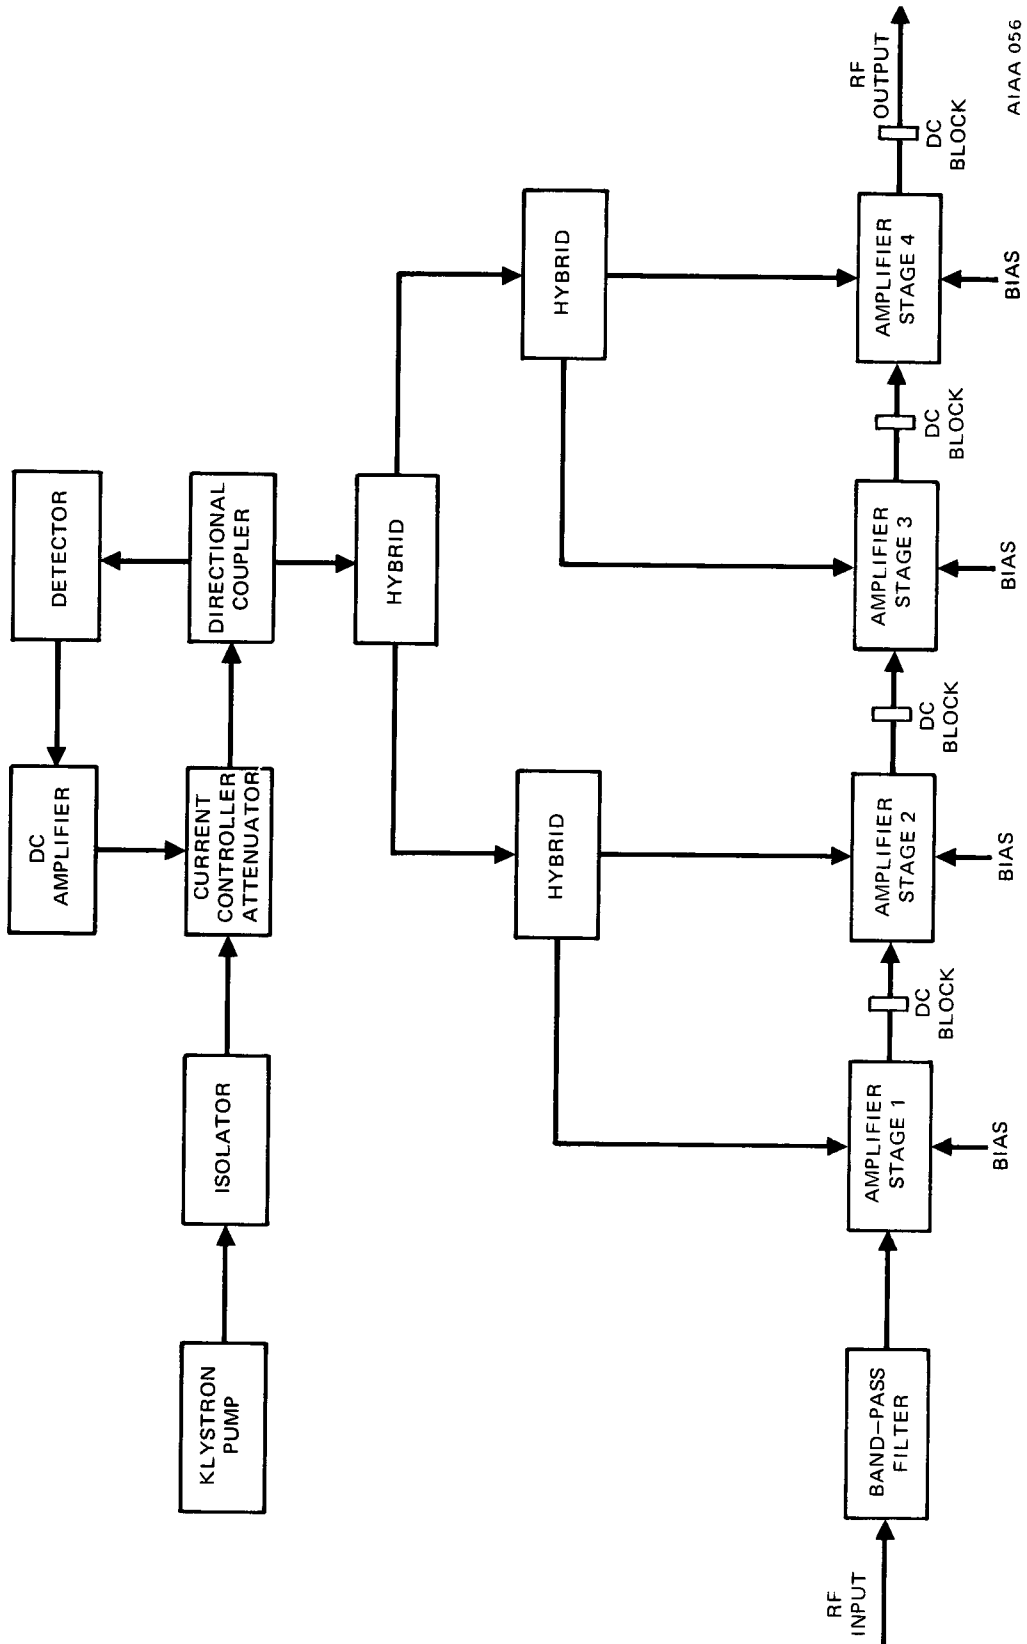 KLYSTRON
PUMP
ISOLATOR
DC
AMPLIFIER
CURRENT
CONTROLLER
ATTENUATOR
DETECTOR
DIRECTIONAL
COUPLER
HYBRID
HYBRID
HYBRID
RF
INPUT
BAND–PASS
FILTER
AMPLIFIER
STAGE 1
BIAS
DC
BLOCK
AMPLIFIER
STAGE 2
BIAS
DC
BLOCK
AMPLIFIER
STAGE 3
BIAS
DC
BLOCK
AMPLIFIER
STAGE 4
BIAS
DC
BLOCK
RF
OUTPUT
AIAA 056